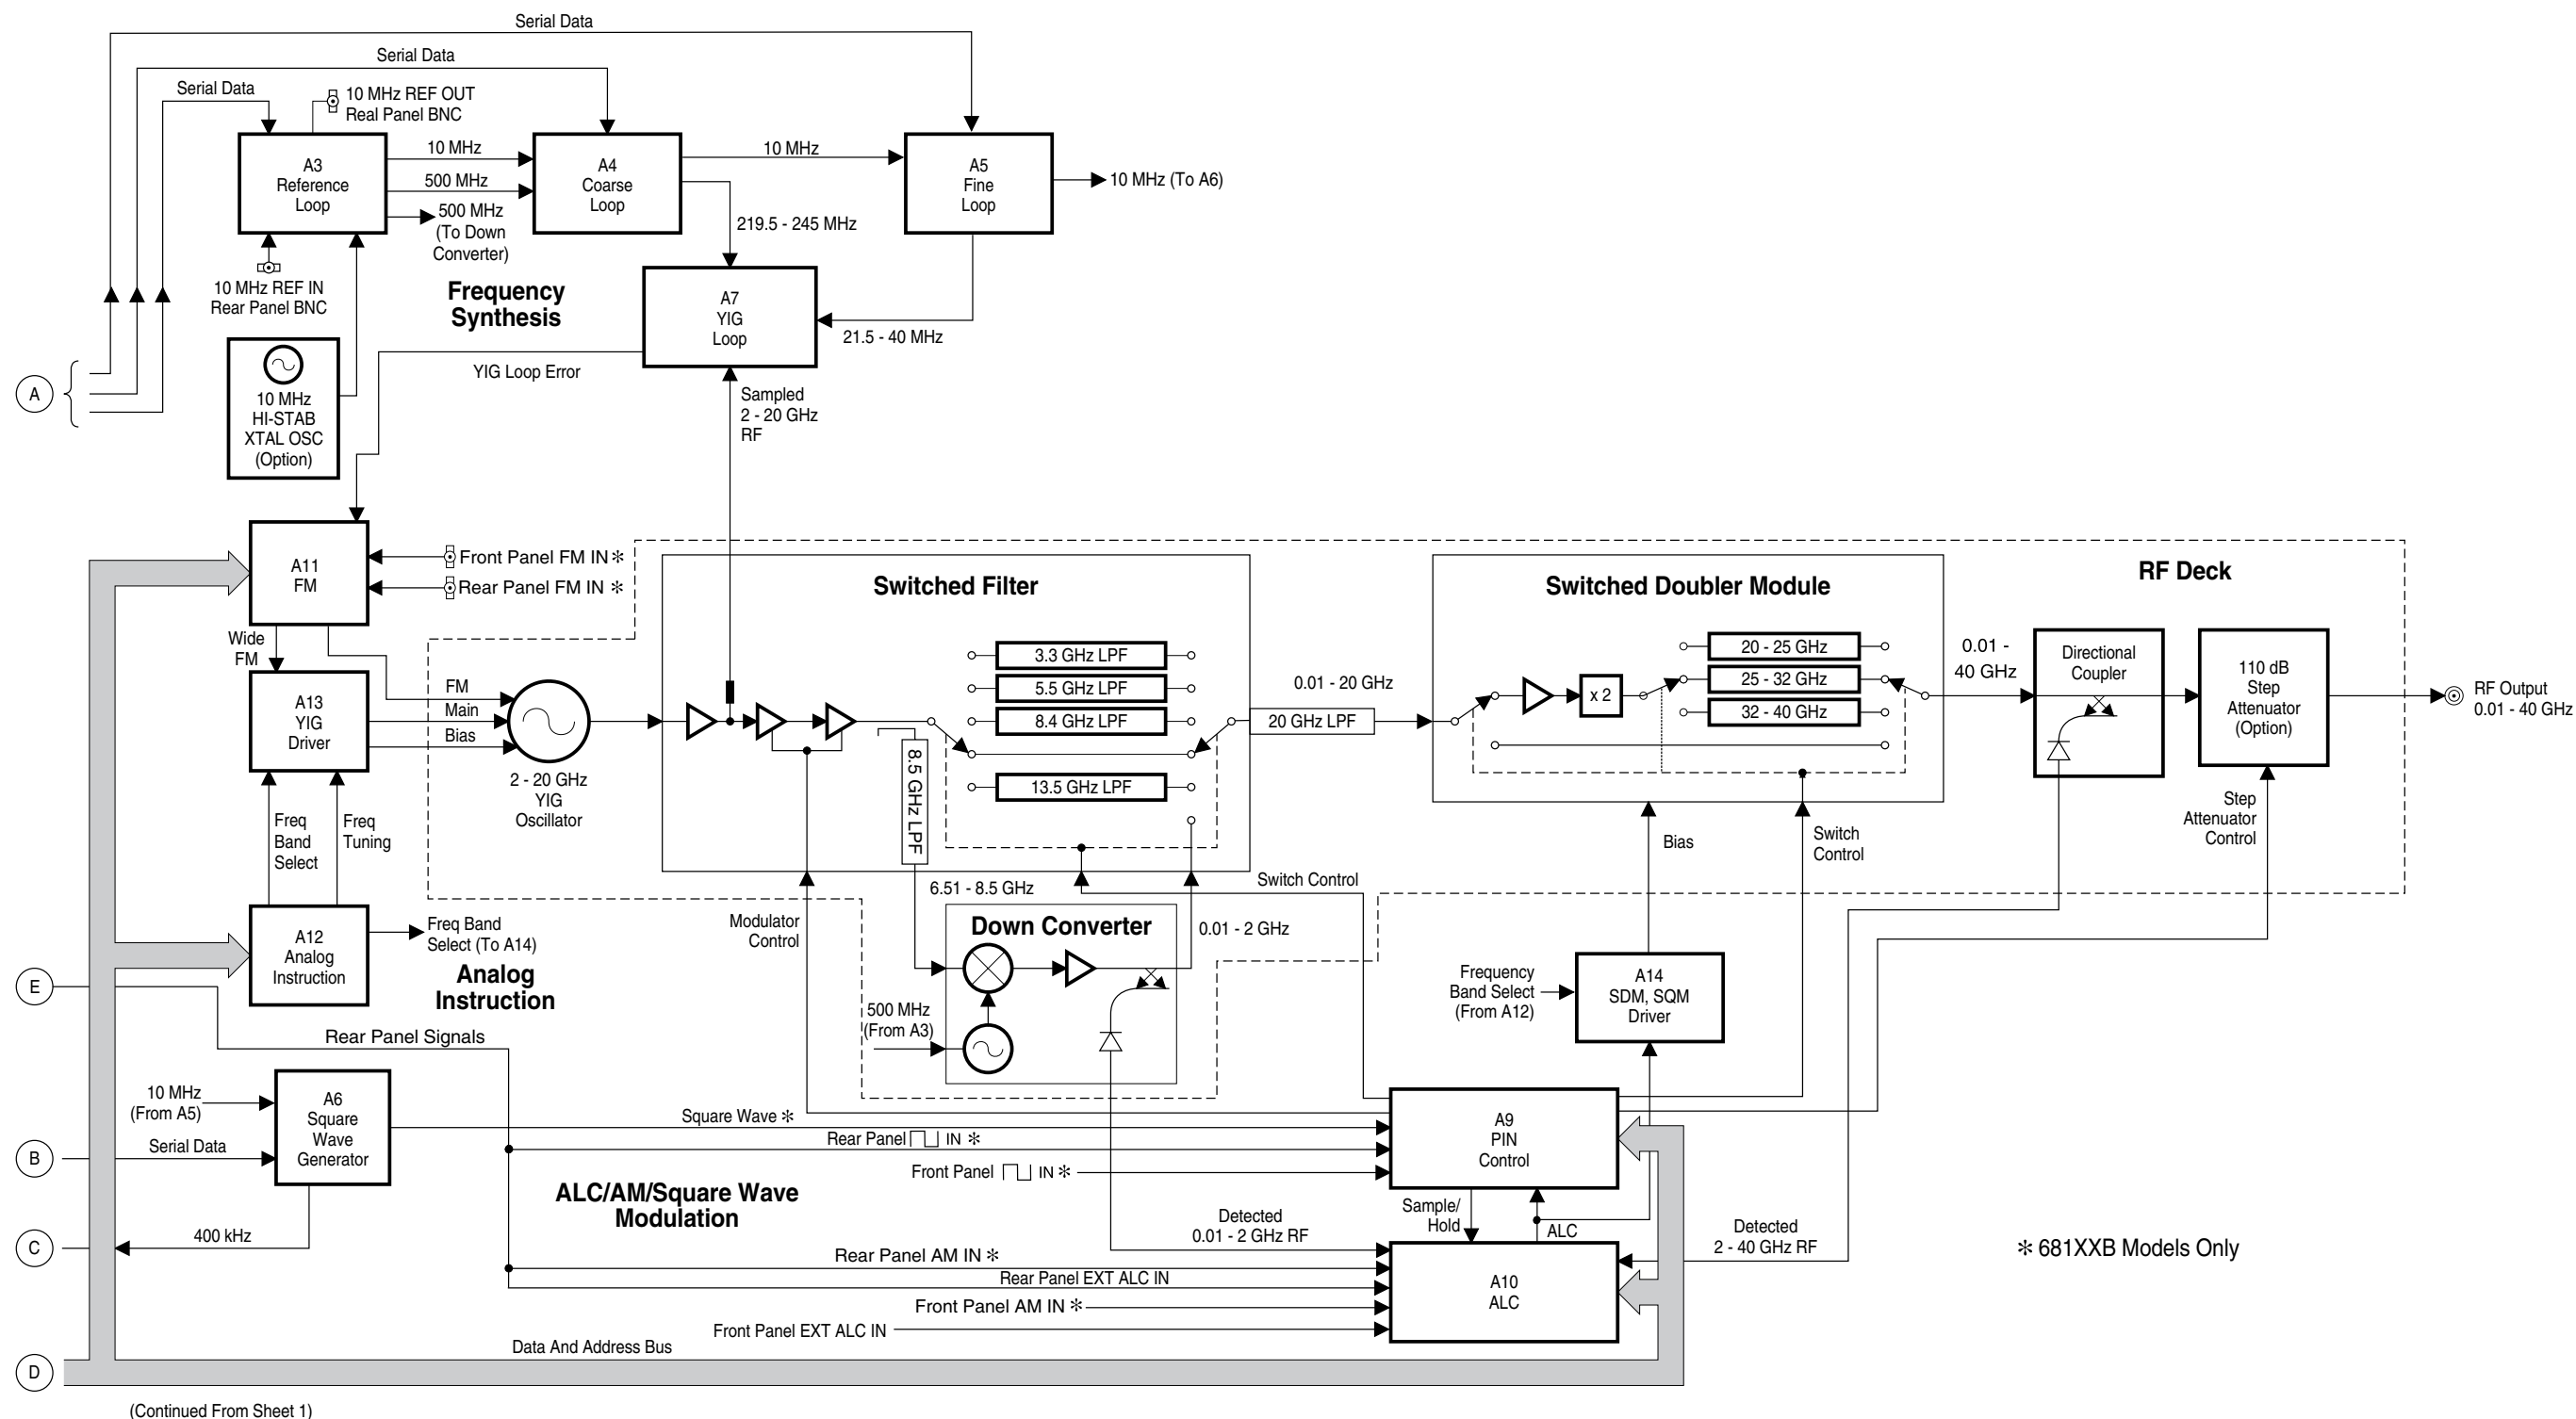 Serial Data
Serial Data
Serial Data
10 MHz REF OUT
Real Panel BNC
A3
Reference
Loop
10 MHz
500 MHz
500 MHz
(To Down
Converter)
A4
Coarse
Loop
10 MHz
219.5 - 245 MHz
A5
Fine
Loop
10 MHz (To A6)
10 MHz REF IN
Rear Panel BNC
Frequency
Synthesis
A7
YIG
Loop
21.5 - 40 MHz
YIG Loop Error
A
10 MHz
HI-STAB
XTAL OSC
(Option)
Sampled
2 - 20 GHz
RF
A11
FM
Front Panel FM IN *
Rear Panel FM IN *
Wide
FM
A13
YIG
Driver
FM
Main
Bias
2 - 20 GHz
YIG
Oscillator
Freq
Band
Select
Freq
Tuning
A12
Analog
Instruction
Freq Band
Select (To A14)
Analog
Instruction
Switched Filter
3.3 GHz LPF
5.5 GHz LPF
8.4 GHz LPF
13.5 GHz LPF
8.5 GHz LPF
0.01 - 20 GHz
20 GHz LPF
Switched Doubler Module
x 2
20 - 25 GHz
25 - 32 GHz
32 - 40 GHz
RF Deck
0.01 -
40 GHz
Directional
Coupler
110 dB
Step
Attenuator
(Option)
RF Output
0.01 - 40 GHz
Step
Attenuator
Control
Bias
Switch
Control
6.51 - 8.5 GHz
Switch Control
Modulator
Control
Down Converter
0.01 - 2 GHz
500 MHz
(From A3)
Frequency
Band Select
(From A12)
A14
SDM, SQM
Driver
E
Rear Panel Signals
10 MHz
(From A5)
A6
Square
Wave
Generator
B
Serial Data
C
400 kHz
Square Wave *
Rear Panel IN *
Front Panel IN *
A9
PIN
Control
ALC/AM/Square Wave
Modulation
Sample/
Hold
ALC
Detected
0.01 - 2 GHz RF
Detected
2 - 40 GHz RF
Rear Panel AM IN *
Rear Panel EXT ALC IN
Front Panel AM IN *
Front Panel EXT ALC IN
A10
ALC
* 681XXB Models Only
D
Data And Address Bus
(Continued From Sheet 1)